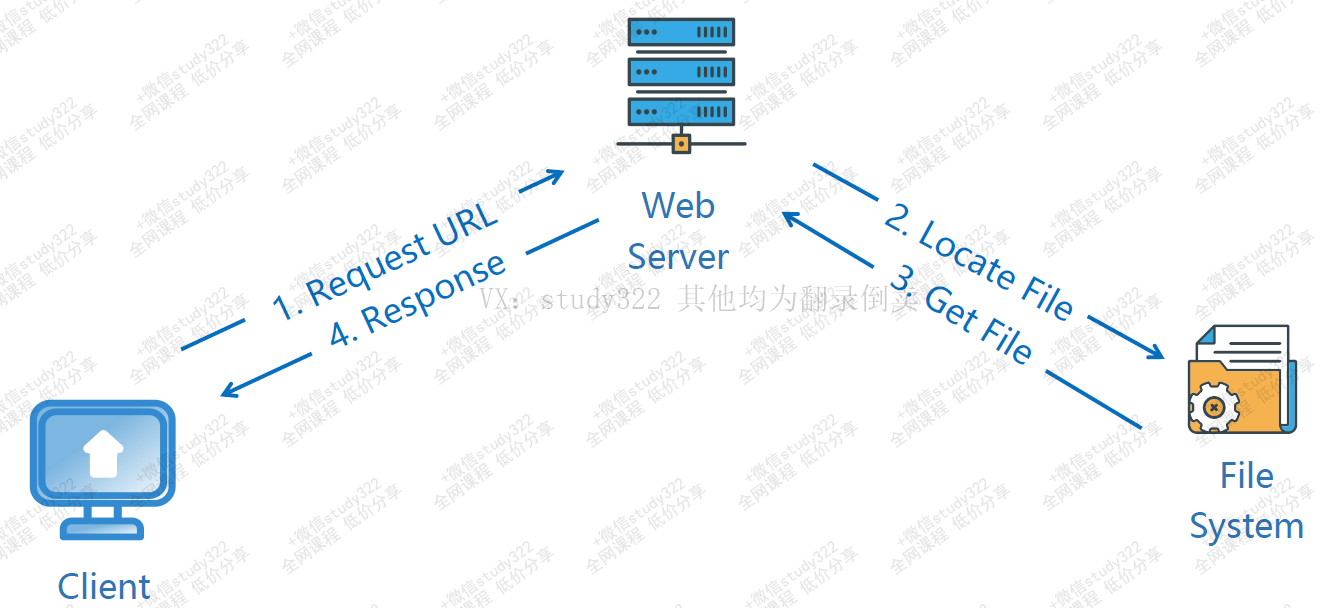 Web
Server
1. Request URL
4. Response
2. Locate File
3. Get File
VX: study322 其他均为翻录倒卖
Client
File
System
+微信study322
全网课程 低价分享